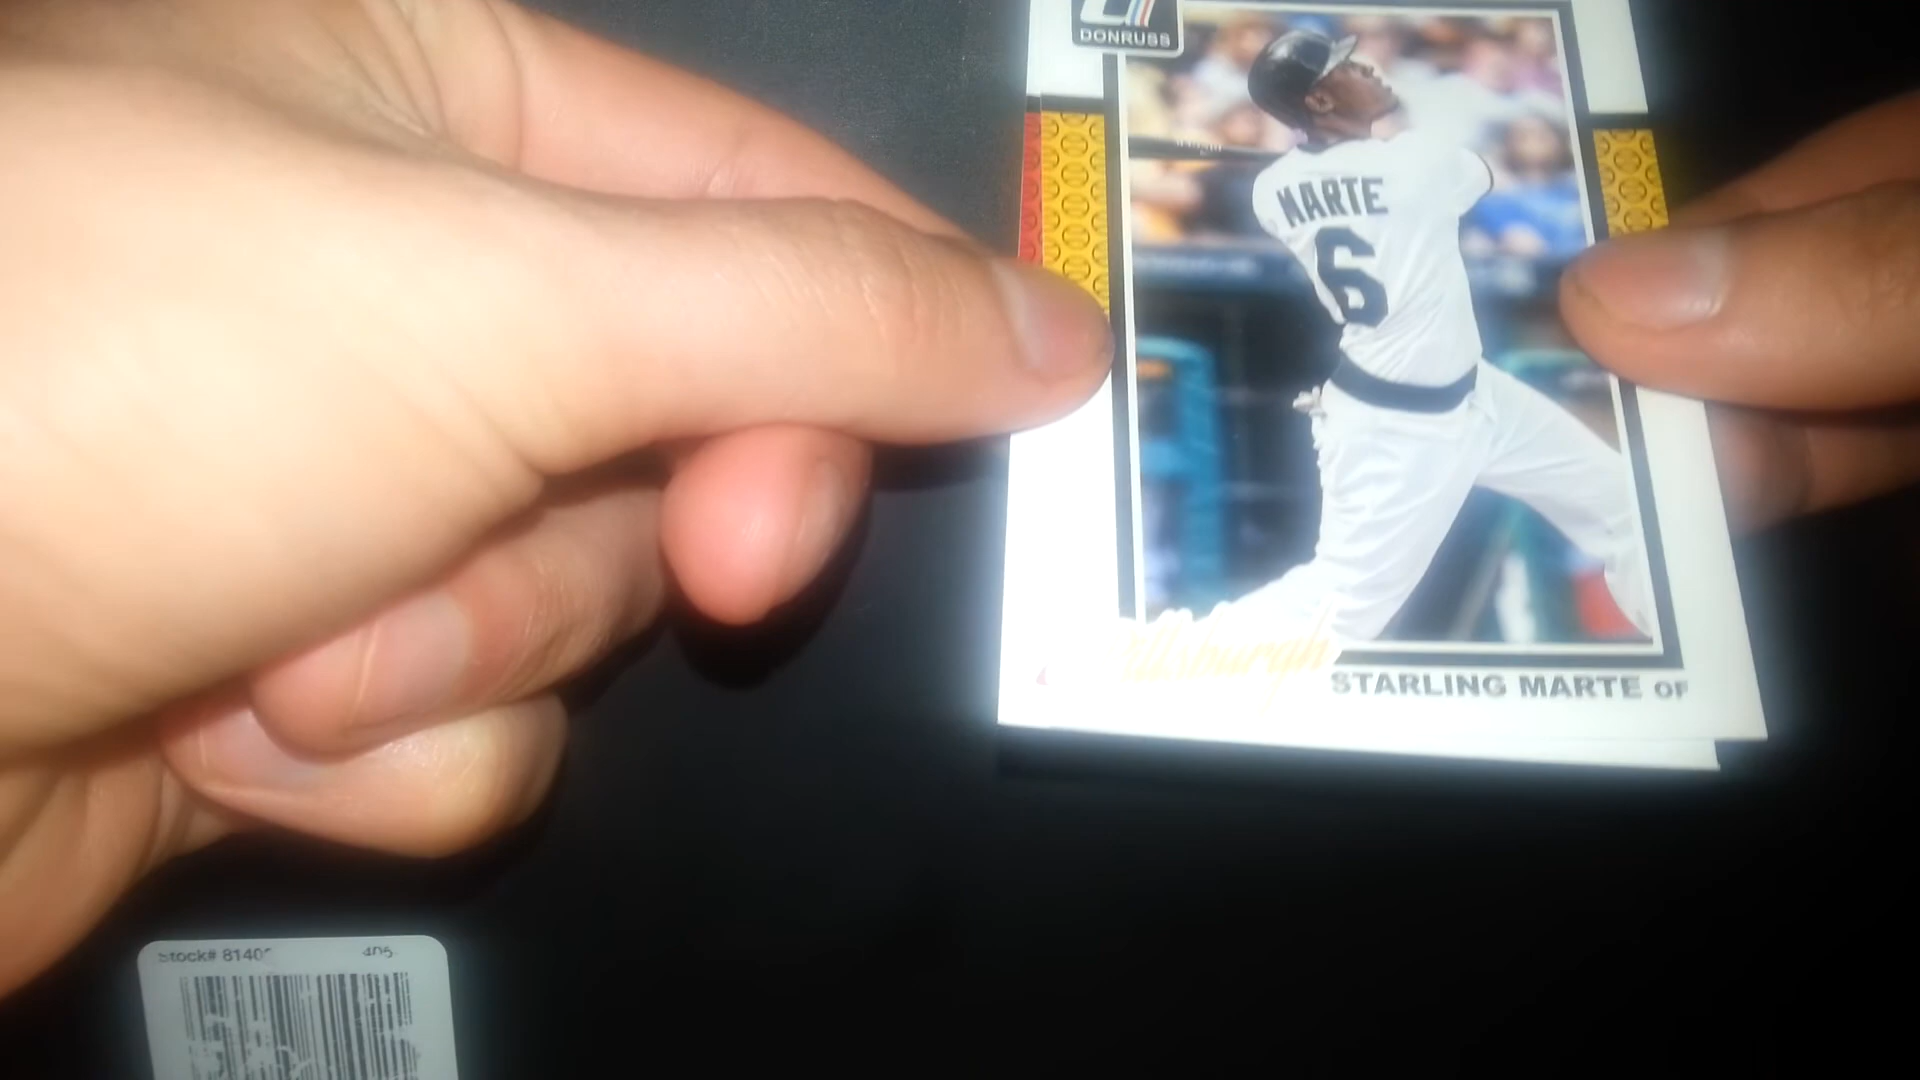 DONRUSS
MARTE
6
Pittsburgh
STARLING MARTE OF
Stock# 8140
405